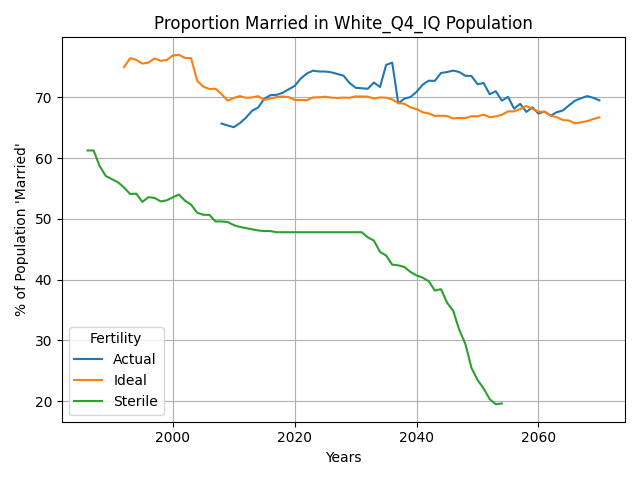 Proportion Married in White_Q4_IQ Population
% of Population 'Married'
70
60
50
40
30
20
Fertility
Actual
Ideal
Sterile
2000
2020
2040
2060
Years